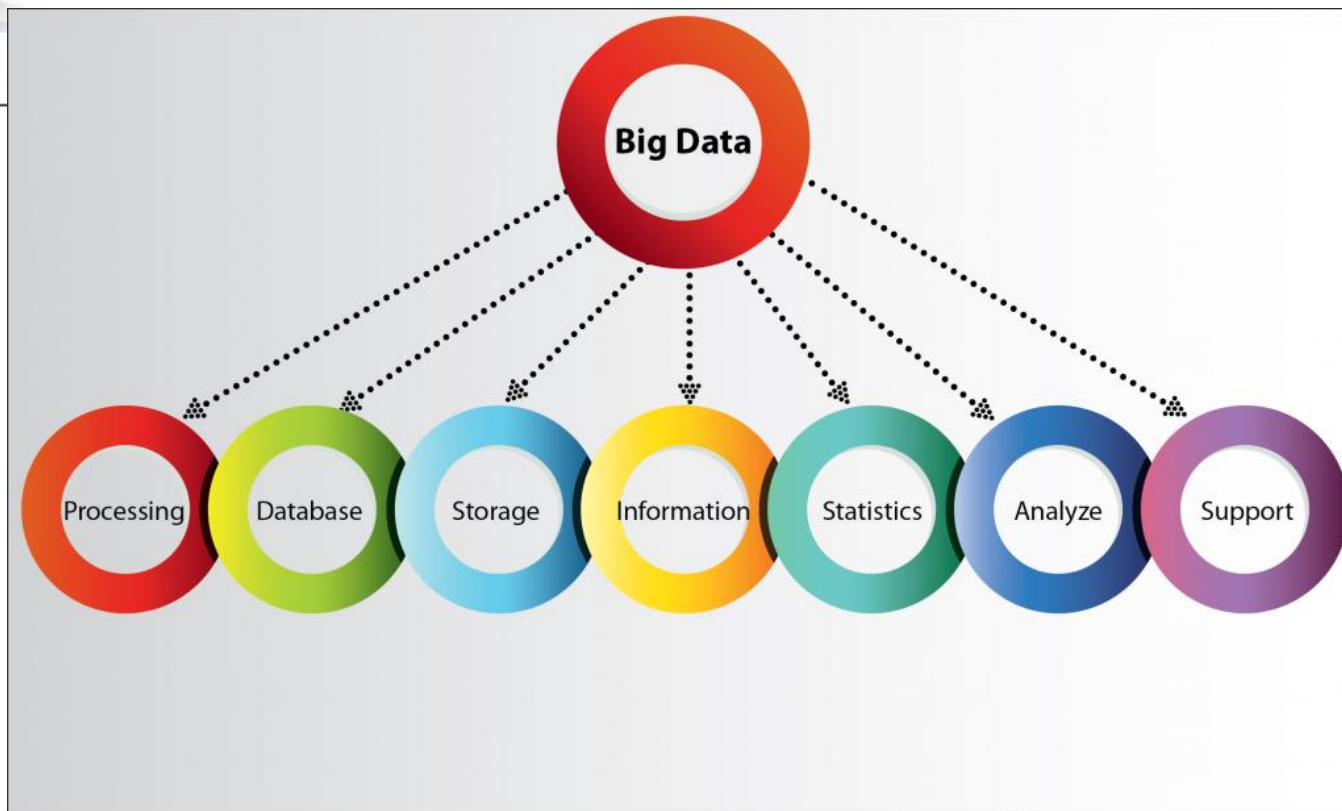 Big Data
Processing
Database
Storage
Information
Statistics
Analyze
Support